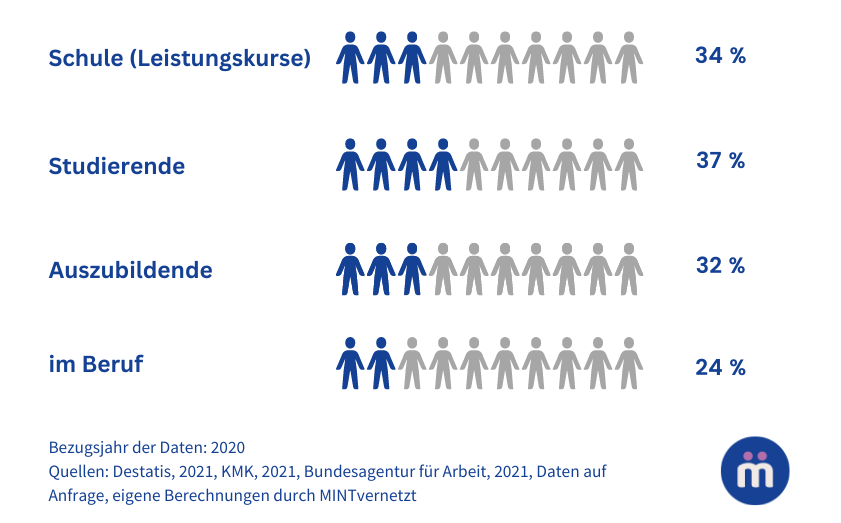 Schule (Leistungskurse) 34 %
Studierende 37 %
Auszubildende 32 %
im Beruf 24 %
Bezugsjahr der Daten: 2020
Quellen: Destatis, 2021, KMK, 2021, Bundesagentur für Arbeit, 2021, Daten auf
Anfrage, eigene Berechnungen durch MINTvernetzt
m